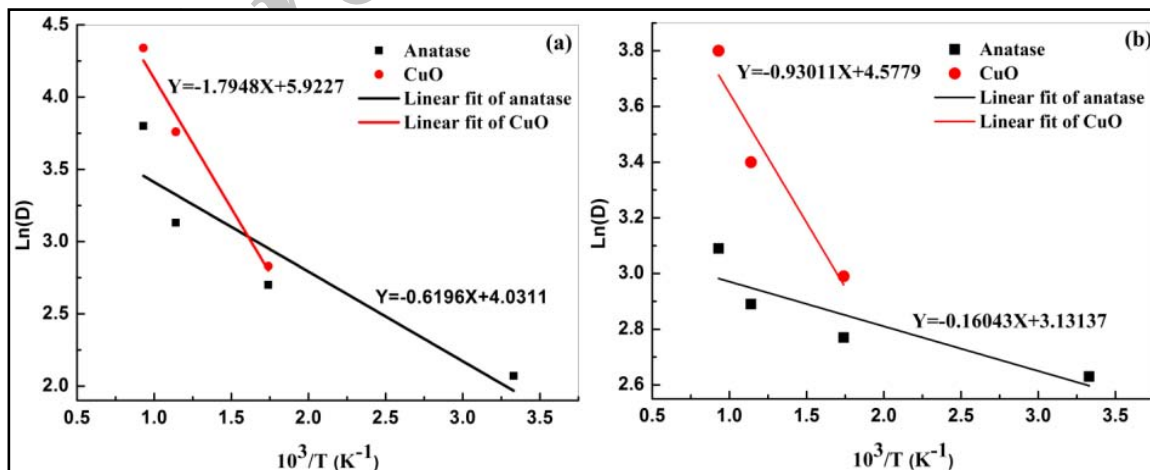 (a)
Anatase
CuO
Linear fit of anatase
Linear fit of CuO
Y=-1.7948X+5.9227
Y=-0.6196X+4.0311
Ln(D)
4.5
4.0
3.5
3.0
2.5
2.0
0.5 1.0 1.5 2.0 2.5 3.0 3.5
10³/T (K⁻¹)
(b)
Anatase
CuO
Linear fit of anatase
Linear fit of CuO
Y=-0.93011X+4.5779
Y=-0.16043X+3.13137
Ln(D)
3.8
3.6
3.4
3.2
3.0
2.8
2.6
0.5 1.0 1.5 2.0 2.5 3.0 3.5
10³/T (K⁻¹)